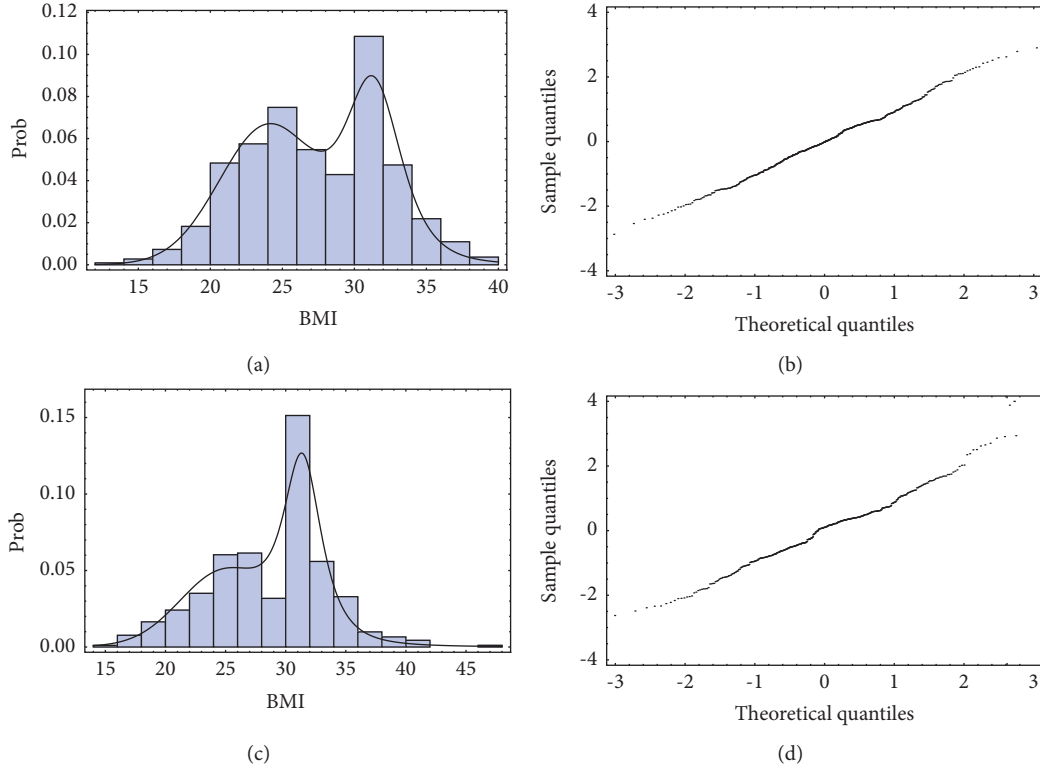 0.12
0.10
0.08
0.06
0.04
0.02
0.00
Prob
15 20 25 30 35 40
BMI
(a)
4
2
0
-2
-4
Sample quantiles
-3 -2 -1 0 1 2 3
Theoretical quantiles
(b)
0.15
0.10
0.05
0.00
Prob
15 20 25 30 35 40 45
BMI
(c)
4
2
0
-2
-4
Sample quantiles
-3 -2 -1 0 1 2 3
Theoretical quantiles
(d)